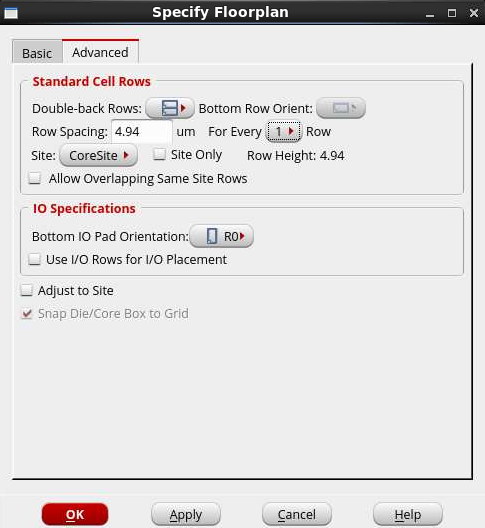 Specify Floorplan
Basic Advanced
Standard Cell Rows
Double-back Rows: Bottom Row Orient:
Row Spacing: 4.94 um For Every 1 Row
Site: CoreSite Site Only Row Height: 4.94
Allow Overlapping Same Site Rows
IO Specifications
Bottom IO Pad Orientation: R0
Use I/O Rows for I/O Placement
Adjust to Site
Snap Die/Core Box to Grid
OK Apply Cancel Help